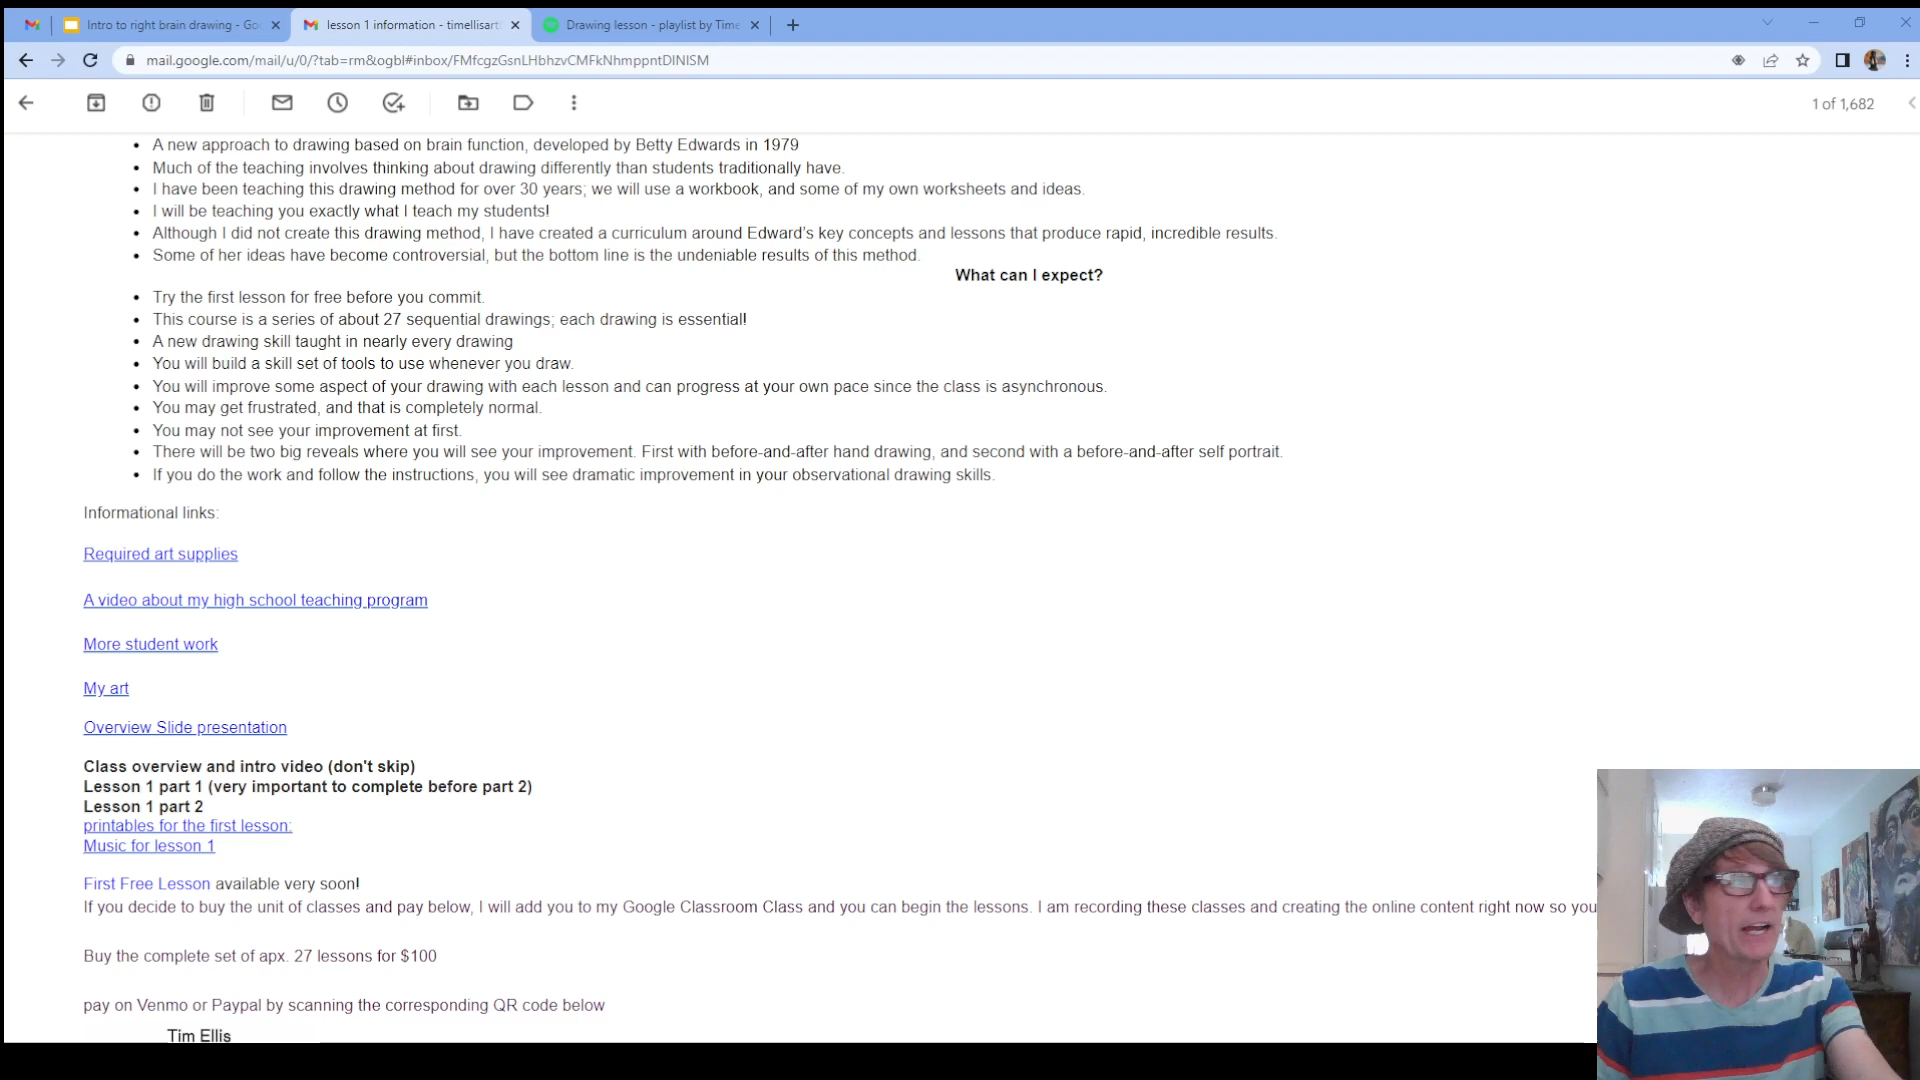 Intro to right brain drawing - Go
lesson 1 information - timellisart
Drawing lesson - playlist by Time
mail.google.com/mail/u/0/?tab=rm&ogbl#inbox/FMfcgzGsnLHbhzvCMFkNhmppntDINISM
1 of 1,682
• A new approach to drawing based on brain function, developed by Betty Edwards in 1979
• Much of the teaching involves thinking about drawing differently than students traditionally have.
• I have been teaching this drawing method for over 30 years; we will use a workbook, and some of my own worksheets and ideas.
• I will be teaching you exactly what I teach my students!
• Although I did not create this drawing method, I have created a curriculum around Edward's key concepts and lessons that produce rapid, incredible results.
• Some of her ideas have become controversial, but the bottom line is the undeniable results of this method.
What can I expect?
• Try the first lesson for free before you commit.
• This course is a series of about 27 sequential drawings; each drawing is essential!
• A new drawing skill taught in nearly every drawing
• You will build a skill set of tools to use whenever you draw.
• You will improve some aspect of your drawing with each lesson and can progress at your own pace since the class is asynchronous.
• You may get frustrated, and that is completely normal.
• You may not see your improvement at first.
• There will be two big reveals where you will see your improvement. First with before-and-after hand drawing, and second with a before-and-after self portrait.
• If you do the work and follow the instructions, you will see dramatic improvement in your observational drawing skills.
Informational links:
Required art supplies
A video about my high school teaching program
More student work
My art
Overview Slide presentation
Class overview and intro video (don't skip)
Lesson 1 part 1 (very important to complete before part 2)
Lesson 1 part 2
printables for the first lesson:
Music for lesson 1
First Free Lesson available very soon!
If you decide to buy the unit of classes and pay below, I will add you to my Google Classroom Class and you can begin the lessons. I am recording these classes and creating the online content right now so you
Buy the complete set of apx. 27 lessons for $100
pay on Venmo or Paypal by scanning the corresponding QR code below
Tim Ellis